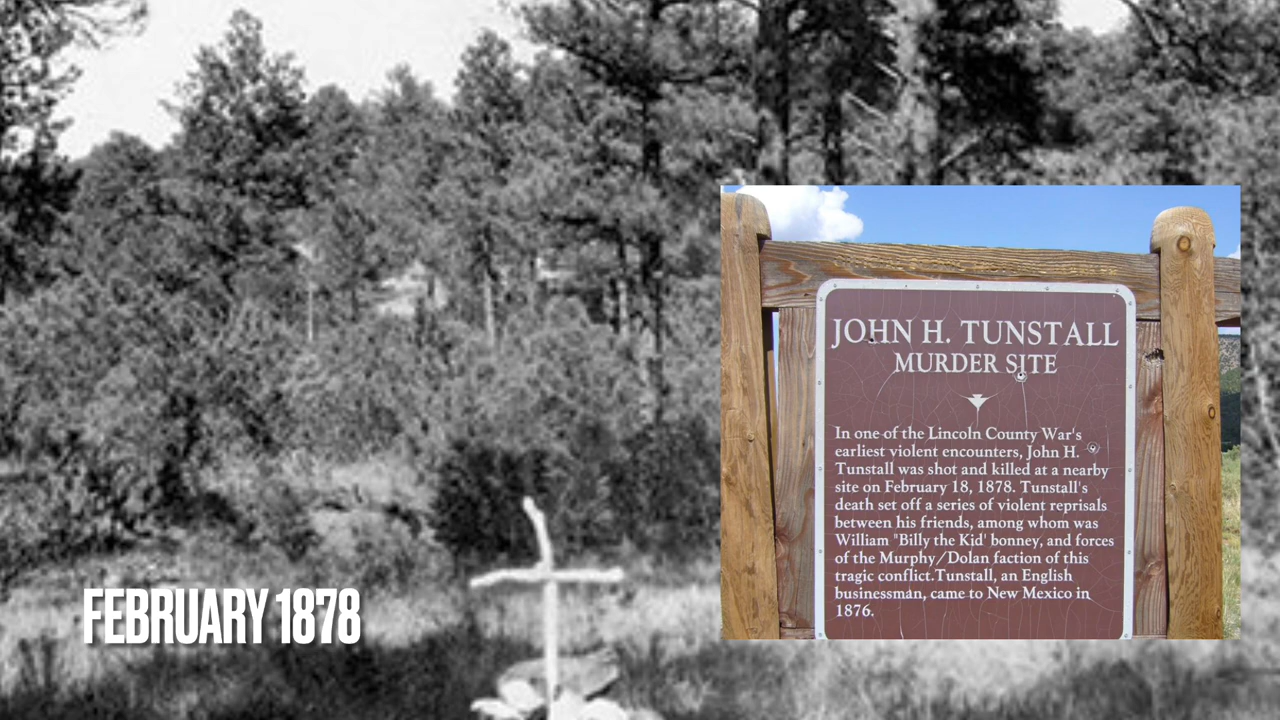 JOHN H. TUNSTALL
MURDER SITE
In one of the Lincoln County War's
earliest violent encounters, John H.
Tunstall was shot and killed at a nearby
site on February 18, 1878. Tunstall's
death set off a series of violent reprisals
between his friends, among whom was
William "Billy the Kid' bonney, and forces
of the Murphy/Dolan faction of this
tragic conflict.Tunstall, an English
businessman, came to New Mexico in
1876.
FEBRUARY 1878